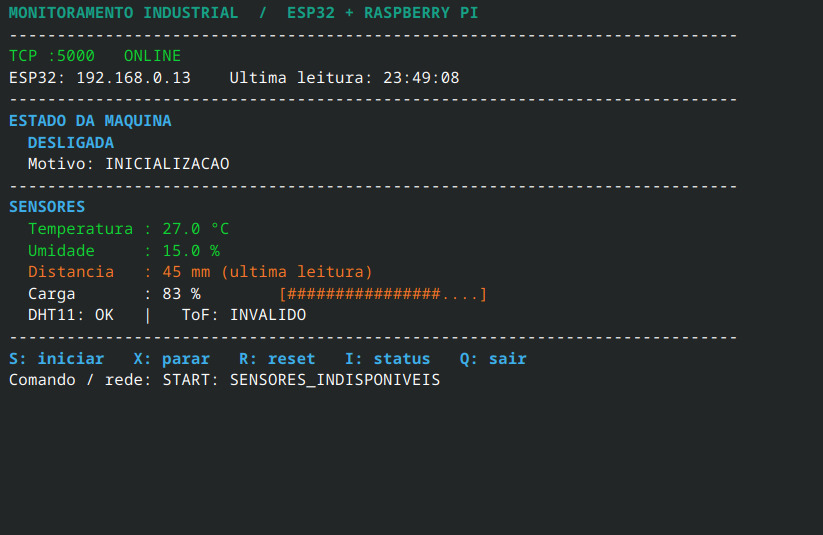 MONITORAMENTO INDUSTRIAL  /  ESP32 + RASPBERRY PI
----------------------------------------------------------------------------
TCP :5000   ONLINE
ESP32: 192.168.0.13    Ultima leitura: 23:49:08
----------------------------------------------------------------------------
ESTADO DA MAQUINA
  DESLIGADA
  Motivo: INICIALIZACAO
----------------------------------------------------------------------------
SENSORES
  Temperatura : 27.0 °C
  Umidade     : 15.0 %
  Distancia   : 45 mm (ultima leitura)
  Carga       : 83 %        [################....]
  DHT11: OK   |   ToF: INVALIDO
----------------------------------------------------------------------------
S: iniciar   X: parar   R: reset   I: status   Q: sair
Comando / rede: START: SENSORES_INDISPONIVEIS